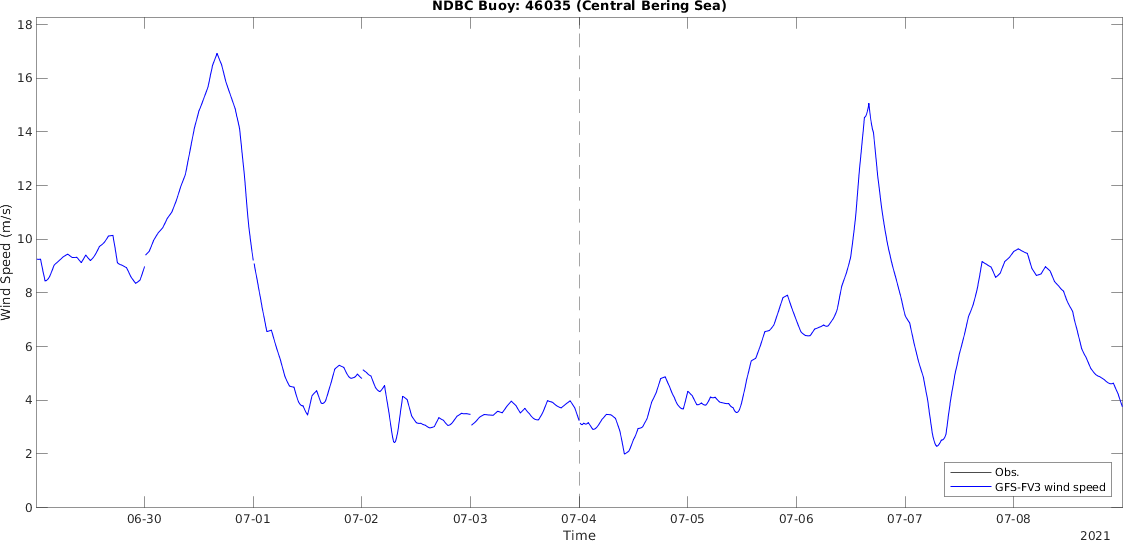 NDBC Buoy: 46035 (Central Bering Sea)
18
16
14
12
10
8
6
4
2
0
Wind Speed (m/s)
Obs.
GFS-FV3 wind speed
06-30 07-01 07-02 07-03 07-04 07-05 07-06 07-07 07-08
Time
2021